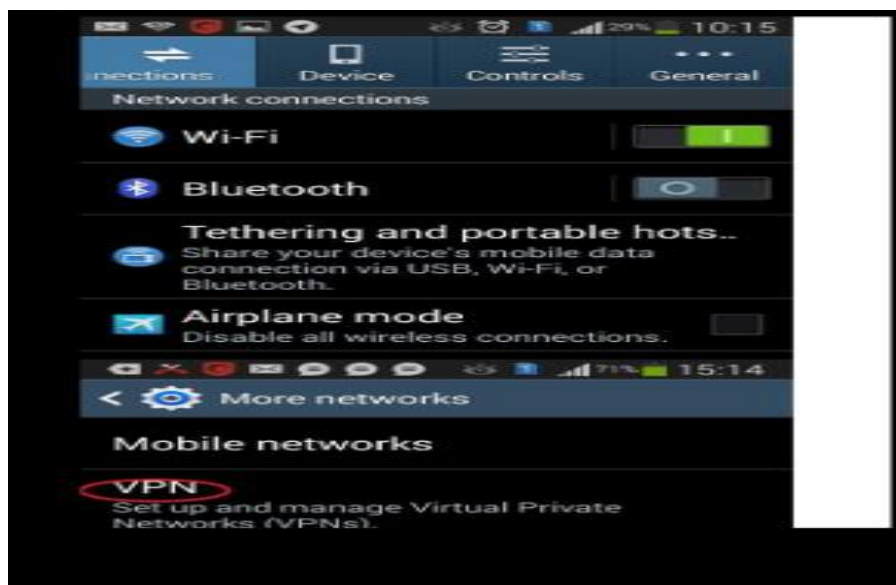 29% 10:15
nections Device Controls General
Network connections
Wi-Fi
Bluetooth
Tethering and portable hots..
Share your device's mobile data
connection via USB, Wi-Fi, or
Bluetooth.
Airplane mode
Disable all wireless connections.
71% 15:14
< More networks
Mobile networks
VPN
Set up and manage Virtual Private
Networks (VPNs).